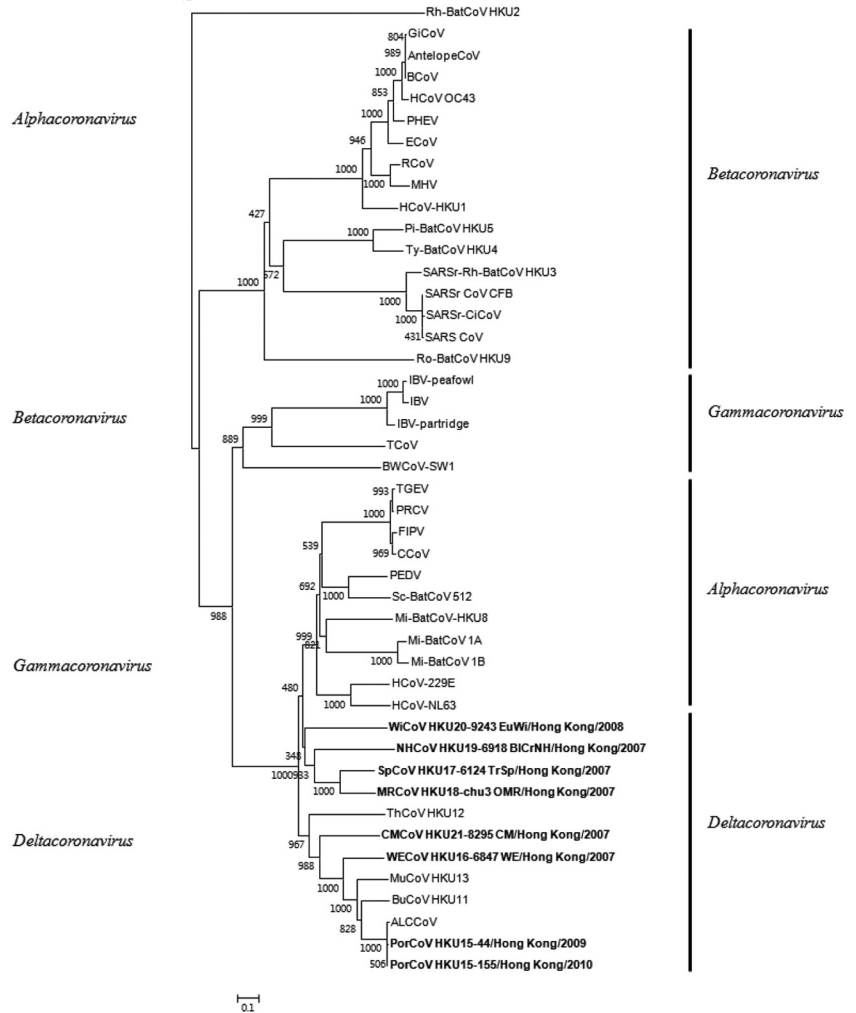 Rh-BatCoV HKU2
GiCoV
804
AntelopeCoV
989
BCoV
1000
HCoV OC43
853
PHEV
1000
ECoV
946
RCoV
1000
MHV
1000
HCoV-HKU1
427
Pi-BatCoV HKU5
1000
Ty-BatCoV HKU4
572
SARSr-Rh-BatCoV HKU3
1000
SARSr CoV CFB
1000
SARSr-CiCoV
1000
SARS CoV
431
Ro-BatCoV HKU9
IBV-peafowl
1000
IBV
1000
IBV-partridge
999
TCoV
889
BWCoV-SW1
TGEV
993
PRCV
1000
FIPV
CCoV
969
539
PEDV
692
Sc-BatCoV 512
1000
Mi-BatCoV-HKU8
999
821
Mi-BatCoV 1A
Mi-BatCoV 1B
1000
988
HCoV-229E
480
HCoV-NL63
1000
WiCoV HKU20-9243 EuWi/Hong Kong/2008
NHCoV HKU19-6918 BlCrNH/Hong Kong/2007
348
SpCoV HKU17-6124 TrSp/Hong Kong/2007
1000
933
MRCoV HKU18-chu3 OMR/Hong Kong/2007
1000
ThCoV HKU12
CMCoV HKU21-8295 CM/Hong Kong/2007
967
WECoV HKU16-6847 WE/Hong Kong/2007
988
MuCoV HKU13
1000
BuCoV HKU11
1000
ALCCoV
828
PorCoV HKU15-44/Hong Kong/2009
1000
PorCoV HKU15-155/Hong Kong/2010
506
0.1
Alphacoronavirus
Betacoronavirus
Gammacoronavirus
Deltacoronavirus
Betacoronavirus
Gammacoronavirus
Alphacoronavirus
Deltacoronavirus